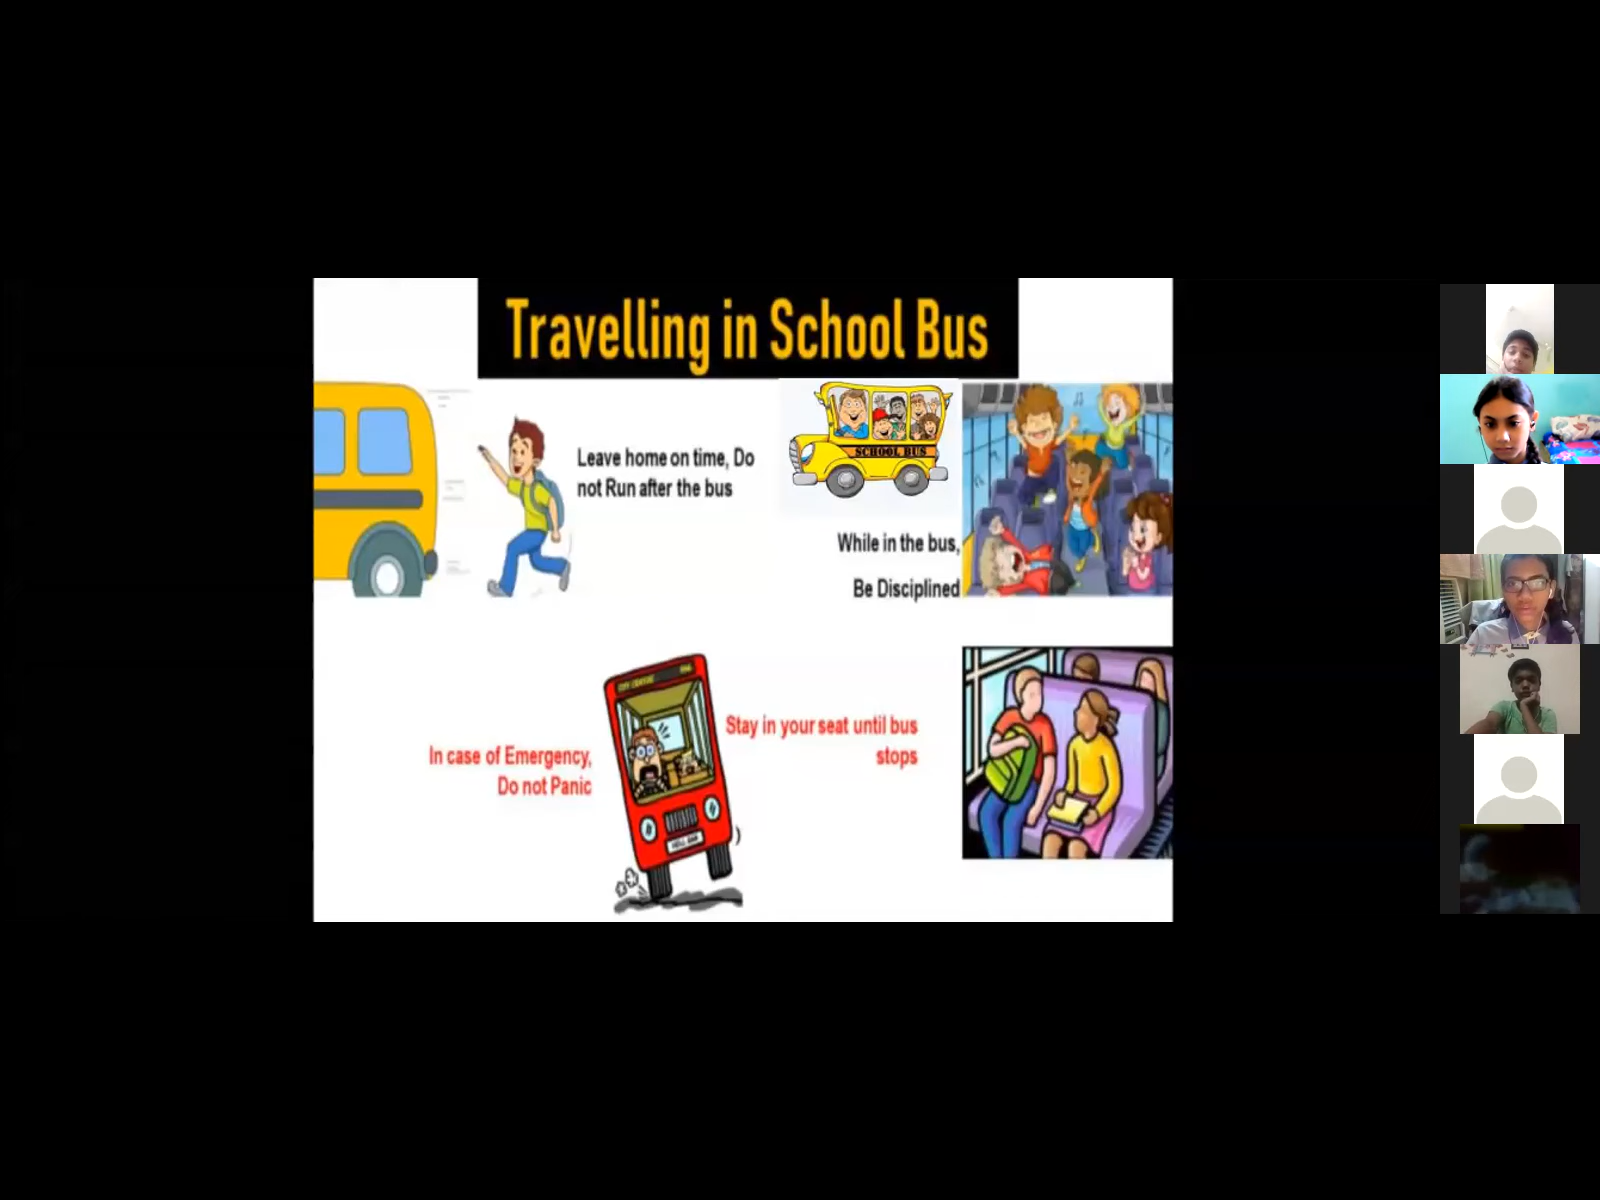 Travelling in School Bus
Leave home on time, Do
not Run after the bus
SCHOOL BUS
While in the bus,
Be Disciplined
In case of Emergency,
Do not Panic
Stay in your seat until bus
stops